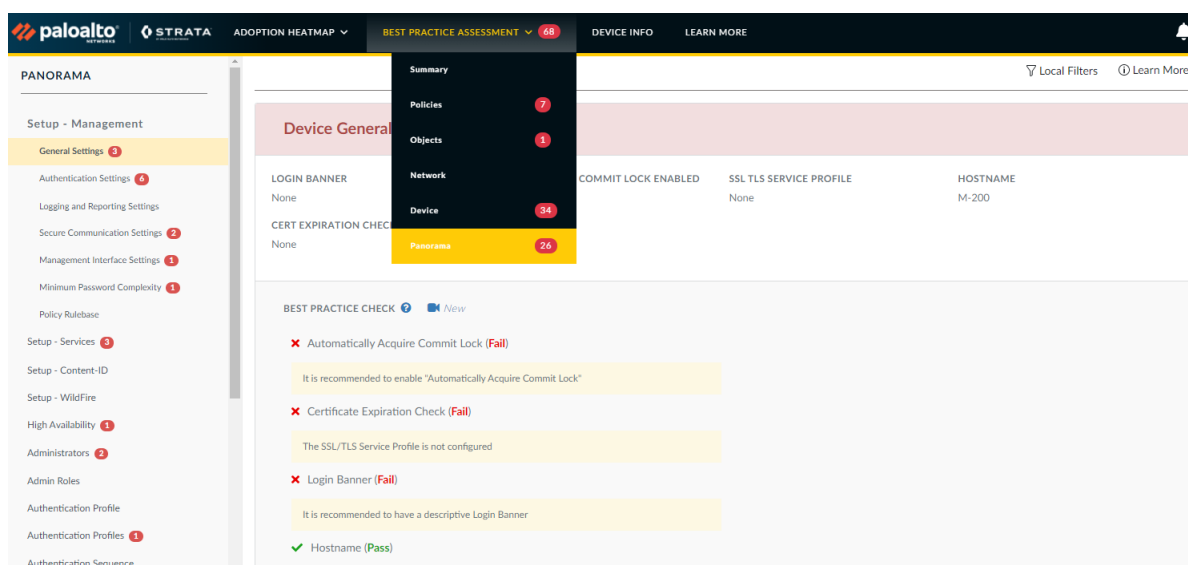 paloalto NETWORKS STRATA ADOPTION HEATMAP BEST PRACTICE ASSESSMENT 68 DEVICE INFO LEARN MORE
PANORAMA
Setup - Management
General Settings 3
Authentication Settings 6
Logging and Reporting Settings
Secure Communication Settings 2
Management Interface Settings 1
Minimum Password Complexity 1
Policy Rulebase
Setup - Services 3
Setup - Content-ID
Setup - WildFire
High Availability 1
Administrators 2
Admin Roles
Authentication Profile
Authentication Profiles 1
Authentication Sequence
Summary
Policies 7
Objects 1
Network
Device 34
Panorama 26
Local Filters Learn More
Device General
LOGIN BANNER
None
COMMIT LOCK ENABLED
SSL TLS SERVICE PROFILE
None
HOSTNAME
M-200
CERT EXPIRATION CHEC
None
BEST PRACTICE CHECK ? New
Automatically Acquire Commit Lock (Fail)
It is recommended to enable "Automatically Acquire Commit Lock"
Certificate Expiration Check (Fail)
The SSL/TLS Service Profile is not configured
Login Banner (Fail)
It is recommended to have a descriptive Login Banner
Hostname (Pass)